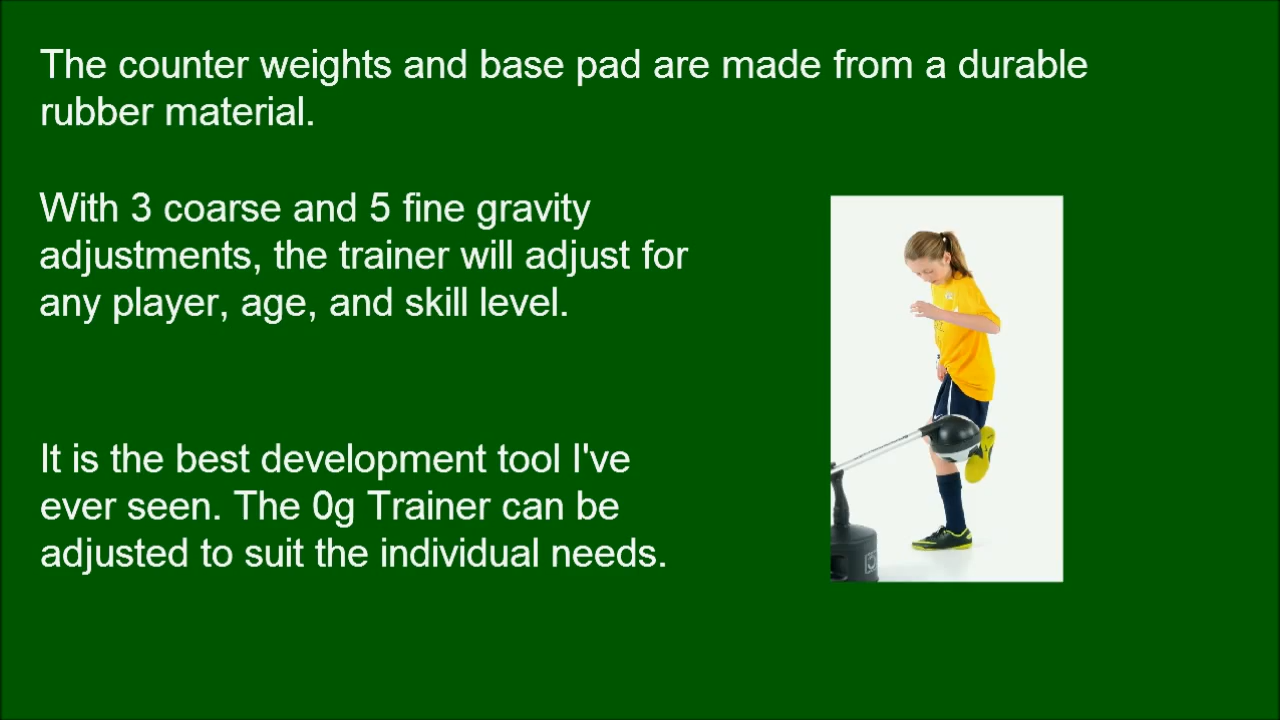 The counter weights and base pad are made from a durable
rubber material.
With 3 coarse and 5 fine gravity
adjustments, the trainer will adjust for
any player, age, and skill level.
It is the best development tool I've
ever seen. The 0g Trainer can be
adjusted to suit the individual needs.